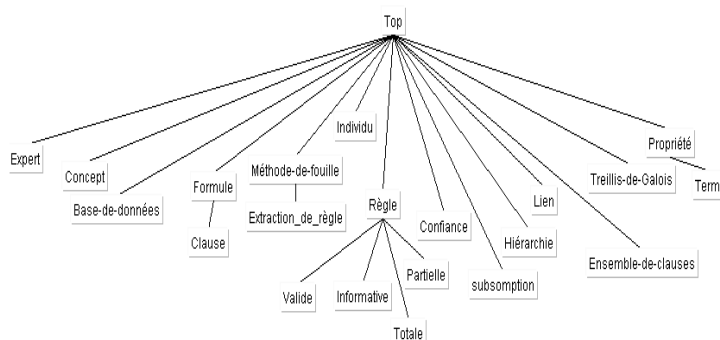 Top
Individu
Expert
Concept
Base-de-données
Formule
Clause
Méthode-de-fouille
Extraction_de_règle
Règle
Valide
Informative
Totale
Partielle
Confiance
subsomption
Hiérarchie
Lien
Ensemble-de-clauses
Treillis-de-Galois
Propriété
Term